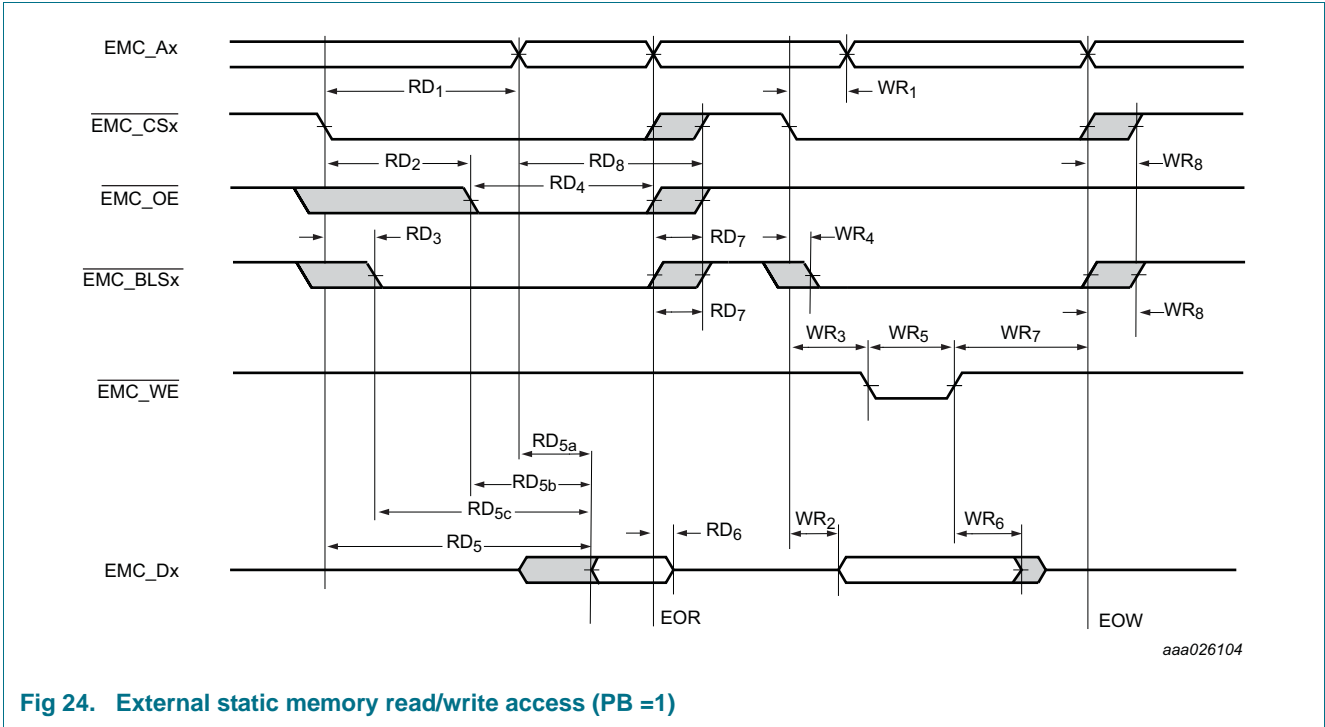 EMC_Ax
RD1
WR1
EMC_CSx
RD2
RD8
WR8
EMC_OE
RD4
RD3
RD7
WR4
EMC_BLSx
RD7
WR8
WR3
WR5
WR7
EMC_WE
RD5a
RD5b
RD5c
RD5
RD6
WR2
WR6
EMC_Dx
EOR
EOW
aaa026104
Fig 24. External static memory read/write access (PB =1)